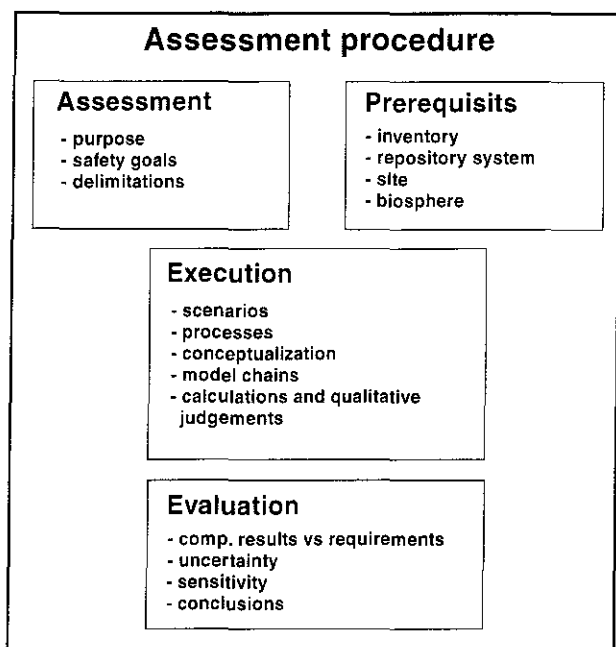 Assessment procedure
Assessment
- purpose
- safety goals
- delimitations
Prerequisits
- inventory
- repository system
- site
- biosphere
Execution
- scenarios
- processes
- conceptualization
- model chains
- calculations and qualitative
judgements
Evaluation
- comp. results vs requirements
- uncertainty
- sensitivity
- conclusions